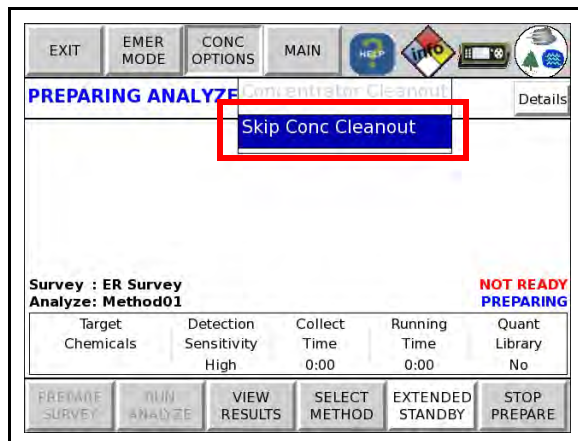 EXIT
EMER MODE
CONC OPTIONS
MAIN
HELP
info
PREPARING ANALYZE
Concentrator Cleanout
Details
Skip Conc Cleanout
Survey : ER Survey
NOT READY
Analyze: Method01
PREPARING
Target Chemicals
Detection Sensitivity
Collect Time
Running Time
Quant Library
High
0:00
0:00
No
PREPARE SURVEY
RUN ANALYZE
VIEW RESULTS
SELECT METHOD
EXTENDED STANDBY
STOP PREPARE